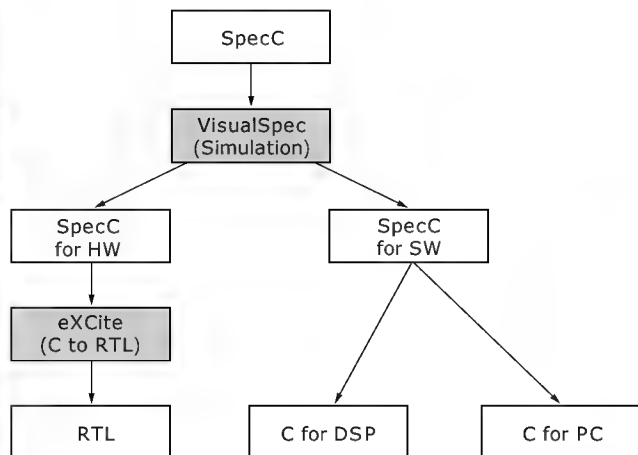 SpecC
VisualSpec
(Simulation)
SpecC
for HW
SpecC
for SW
eXCite
(C to RTL)
RTL
C for DSP
C for PC